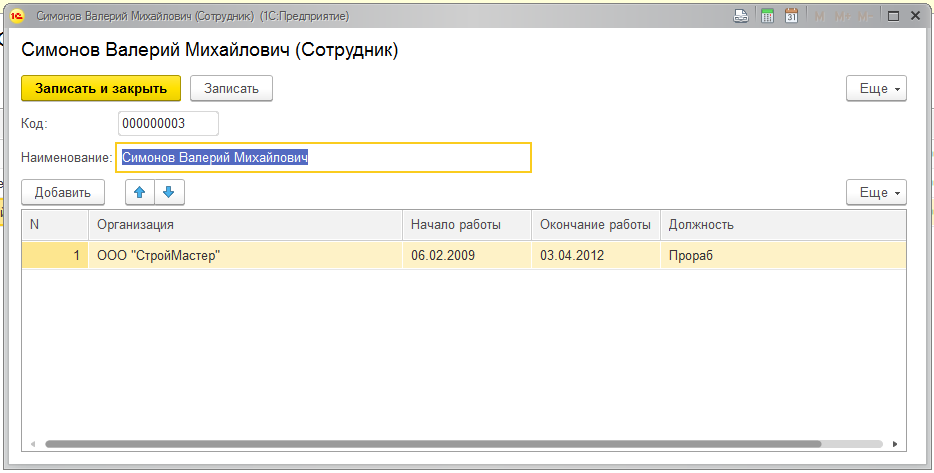 Симонов Валерий Михайлович (Сотрудник) (1С:Предприятие)
31 M M+ M-
Симонов Валерий Михайлович (Сотрудник)
Записать и закрыть Записать Еще
Код: 000000003
Наименование: Симонов Валерий Михайлович
Добавить Еще
N Организация Начало работы Окончание работы Должность
1 ООО "СтройМастер" 06.02.2009 03.04.2012 Прораб